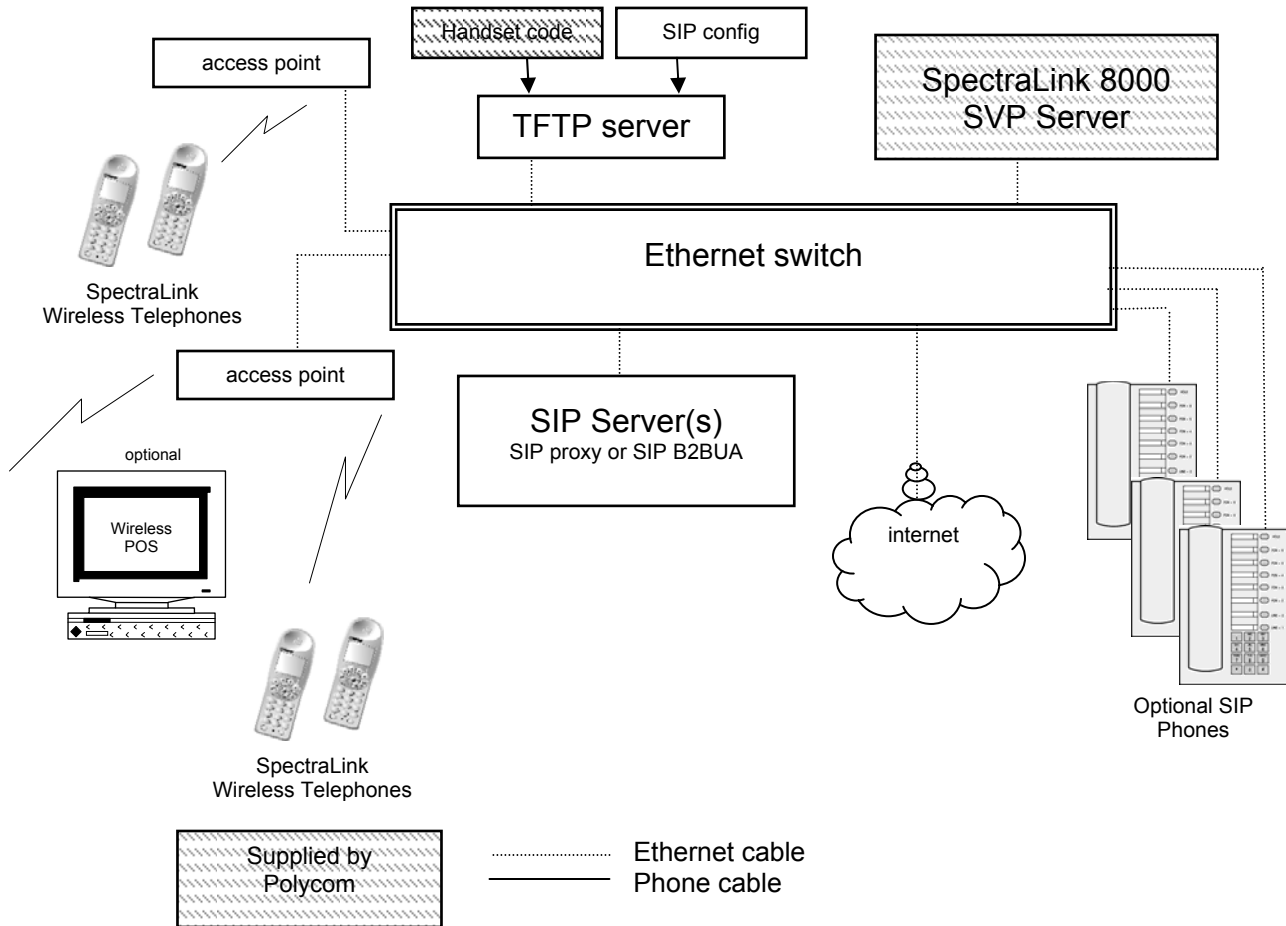 Handset code
SIP config
access point
TFTP server
SpectraLink 8000
SVP Server
Ethernet switch
SpectraLink
Wireless Telephones
access point
SIP Server(s)
SIP proxy or SIP B2BUA
optional
Wireless
POS
internet
Optional SIP
Phones
SpectraLink
Wireless Telephones
Supplied by
Polycom
Ethernet cable
Phone cable